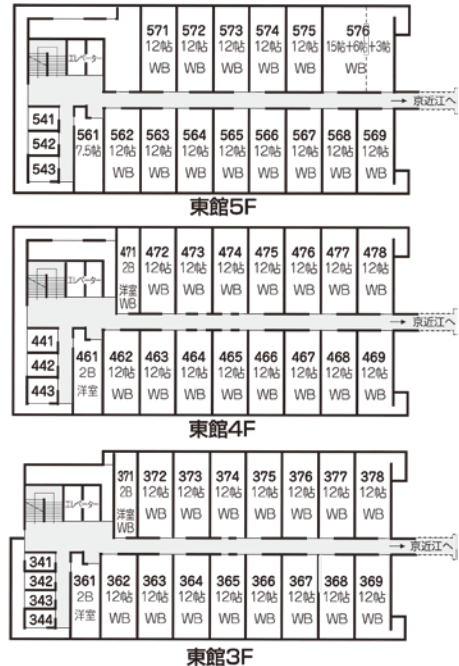 571 572 573 574 575 576
12帖 12帖 12帖 12帖 12帖 15帖+6帖+3帖
WB WB WB WB WB WB
エレベーター
→ 京近江へ
541
542
543
561 562 563 564 565 566 567 568 569
7.5帖 12帖 12帖 12帖 12帖 12帖 12帖 12帖 12帖
WB WB WB WB WB WB WB WB
東館5F
471 472 473 474 475 476 477 478
2B 12帖 12帖 12帖 12帖 12帖 12帖 12帖
洋室 WB WB WB WB WB WB WB
WB
エレベーター
→ 京近江へ
441
442
443
461 462 463 464 465 466 467 468 469
2B 12帖 12帖 12帖 12帖 12帖 12帖 12帖 12帖
洋室 WB WB WB WB WB WB WB WB
東館4F
371 372 373 374 375 376 377 378
2B 12帖 12帖 12帖 12帖 12帖 12帖 12帖
洋室 WB WB WB WB WB WB WB
WB
エレベーター
→ 京近江へ
341
342
343
344
361 362 363 364 365 366 367 368 369
2B 12帖 12帖 12帖 12帖 12帖 12帖 12帖 12帖
洋室 WB WB WB WB WB WB WB WB
東館3F